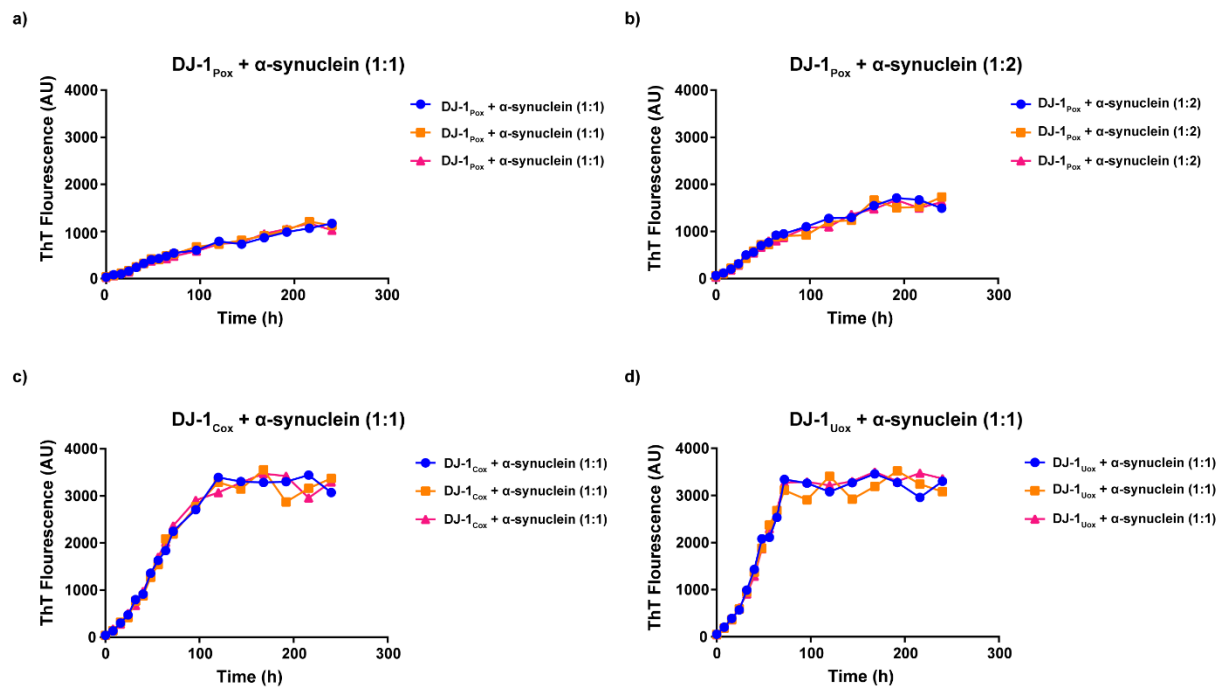 a)
DJ-1Pox + α-synuclein (1:1)
ThT Flourescence (AU)
4000
3000
2000
1000
0
0
100
200
300
Time (h)
DJ-1Pox + α-synuclein (1:1)
DJ-1Pox + α-synuclein (1:1)
DJ-1Pox + α-synuclein (1:1)
b)
DJ-1Pox + α-synuclein (1:2)
ThT Flourescence (AU)
4000
3000
2000
1000
0
0
100
200
300
Time (h)
DJ-1Pox + α-synuclein (1:2)
DJ-1Pox + α-synuclein (1:2)
DJ-1Pox + α-synuclein (1:2)
c)
DJ-1Cox + α-synuclein (1:1)
ThT Flourescence (AU)
4000
3000
2000
1000
0
0
100
200
300
Time (h)
DJ-1Cox + α-synuclein (1:1)
DJ-1Cox + α-synuclein (1:1)
DJ-1Cox + α-synuclein (1:1)
d)
DJ-1Uox + α-synuclein (1:1)
ThT Flourescence (AU)
4000
3000
2000
1000
0
0
100
200
300
Time (h)
DJ-1Uox + α-synuclein (1:1)
DJ-1Uox + α-synuclein (1:1)
DJ-1Uox + α-synuclein (1:1)